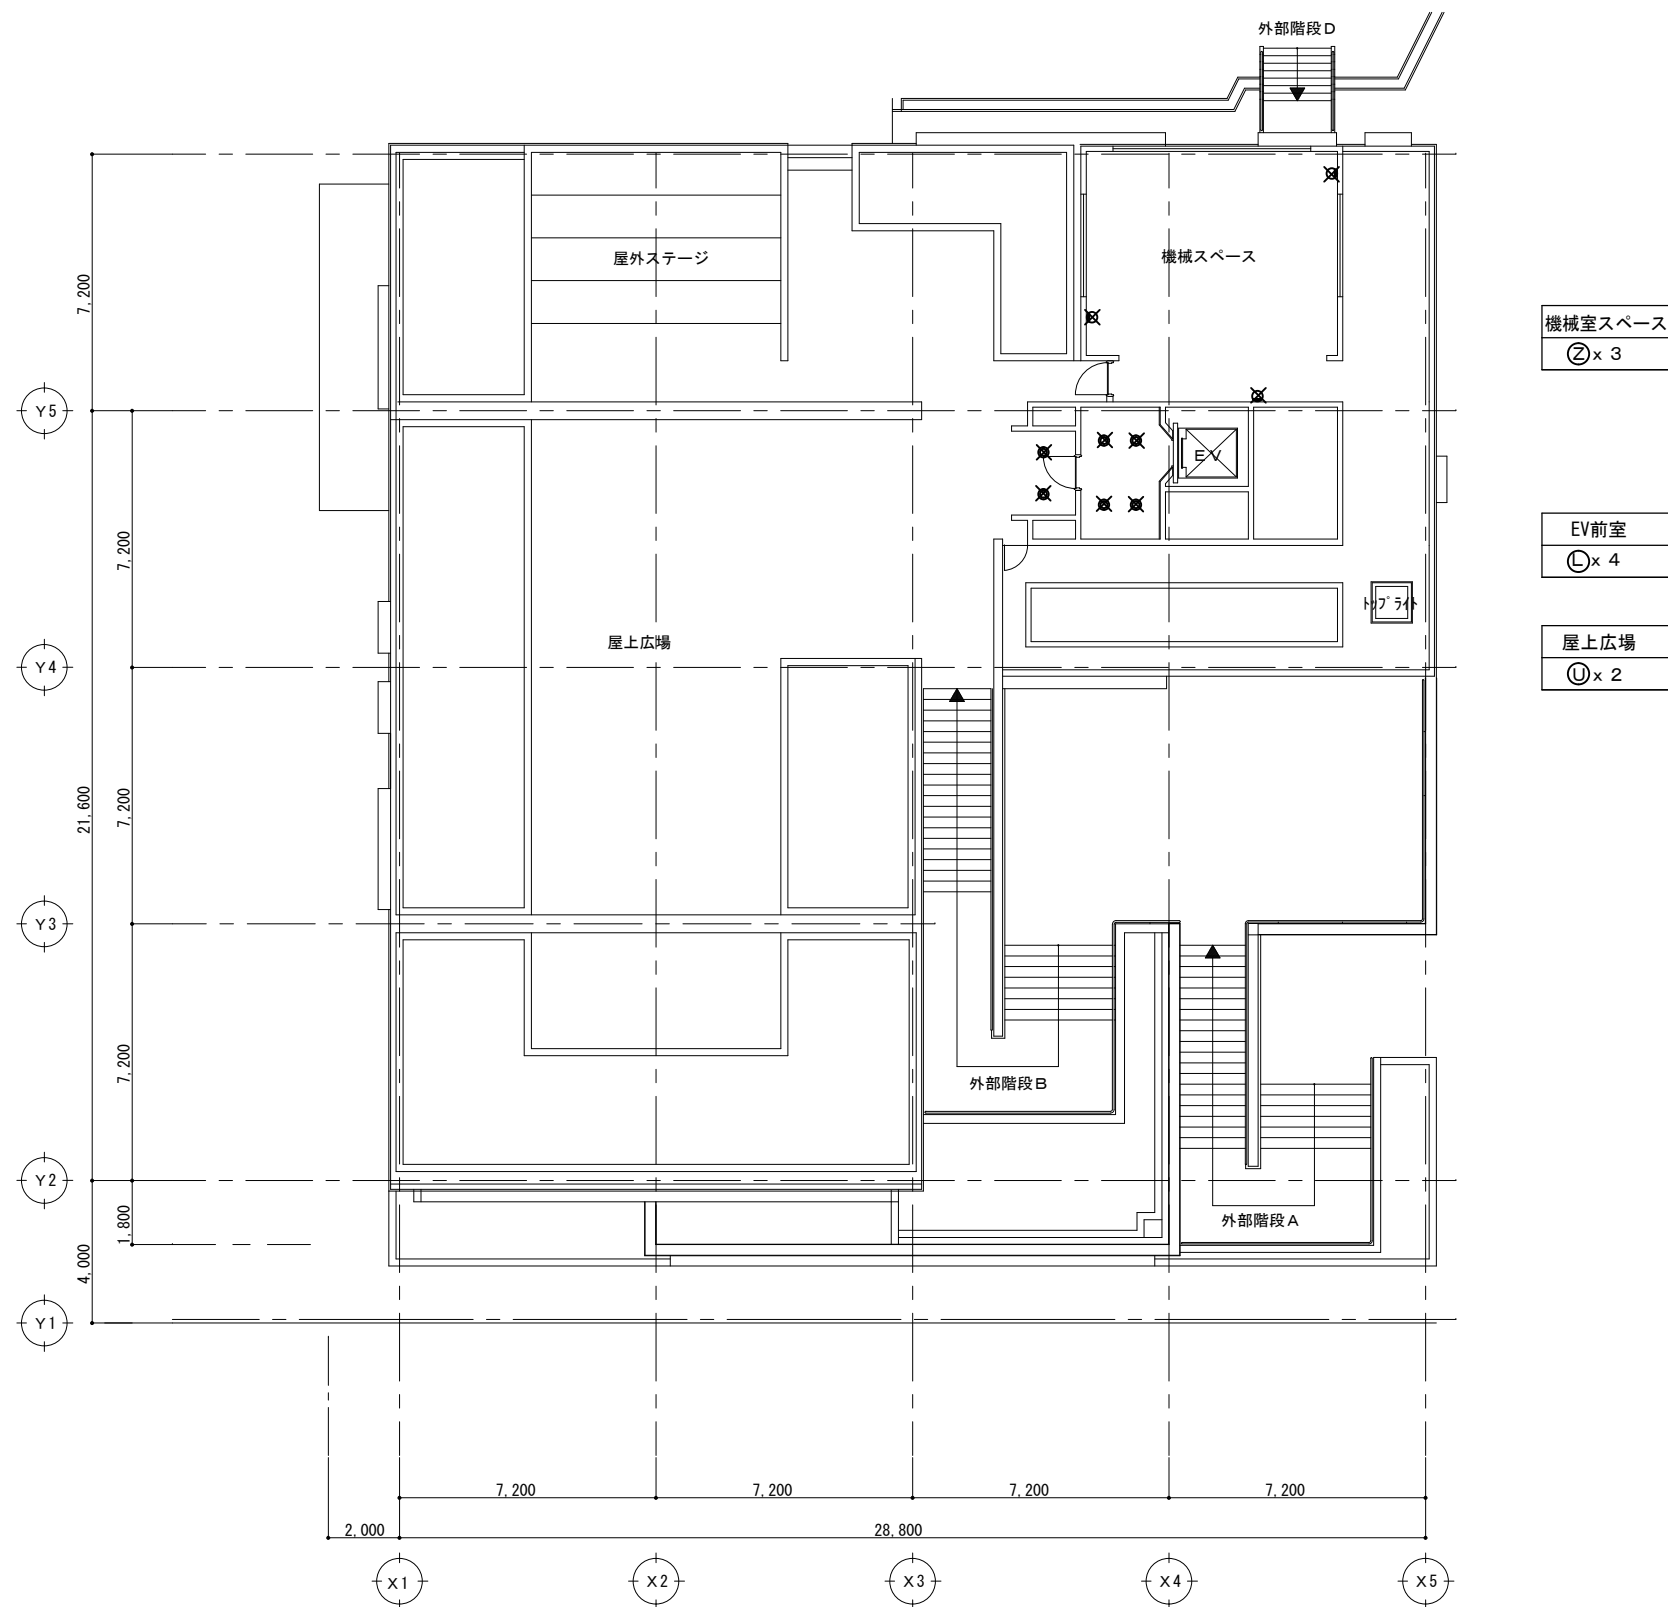 外部階段D
屋外ステージ
機械スペース
7,200
機械室スペース
Ⓩx 3
Y5
EV
EV前室
Ⓛx 4
7,200
トップライト
屋上広場
屋上広場
Ⓤx 2
Y4
21,600
7,200
Y3
7,200
外部階段B
Y2
外部階段A
1,800
4,000
Y1
7,200
7,200
7,200
7,200
2,000
28,800
X1
X2
X3
X4
X5